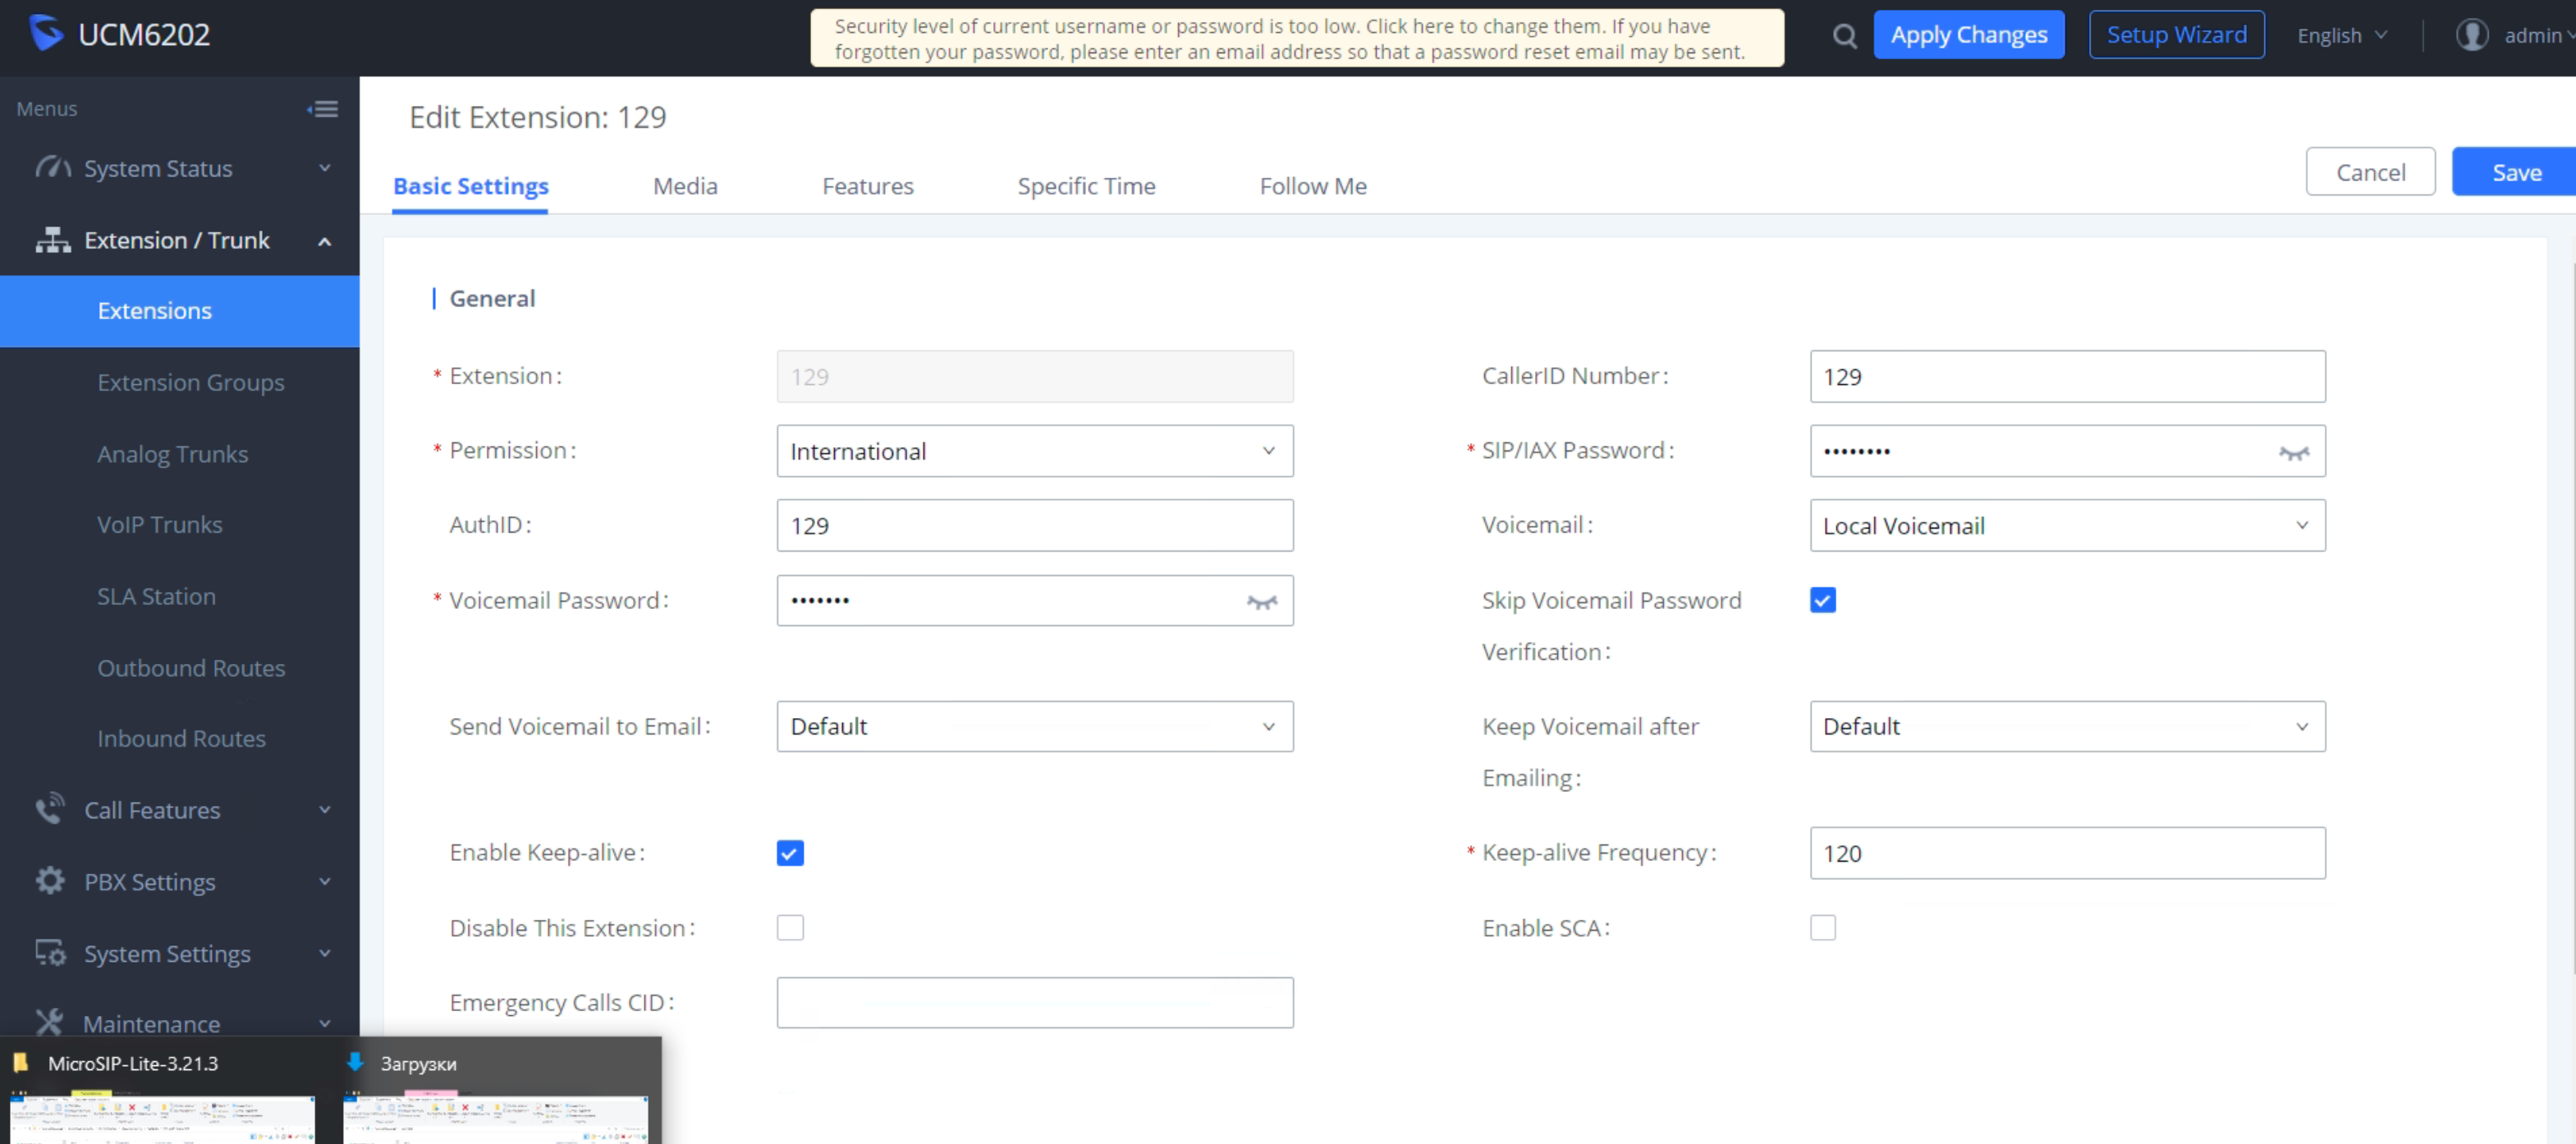 UCM6202
Security level of current username or password is too low. Click here to change them. If you have
forgotten your password, please enter an email address so that a password reset email may be sent.
Apply Changes
Setup Wizard
English
admin
Menus
System Status
Extension / Trunk
Extensions
Extension Groups
Analog Trunks
VoIP Trunks
SLA Station
Outbound Routes
Inbound Routes
Call Features
PBX Settings
System Settings
Maintenance
Edit Extension: 129
Cancel
Save
Basic Settings
Media
Features
Specific Time
Follow Me
General
* Extension: 129
CallerID Number: 129
* Permission: International
* SIP/IAX Password: ••••••••
AuthID: 129
Voicemail: Local Voicemail
* Voicemail Password: •••••••
Skip Voicemail Password
Verification:
Send Voicemail to Email: Default
Keep Voicemail after Default
Emailing:
Enable Keep-alive:
* Keep-alive Frequency: 120
Disable This Extension:
Enable SCA:
Emergency Calls CID:
MicroSIP-Lite-3.21.3
Загрузки